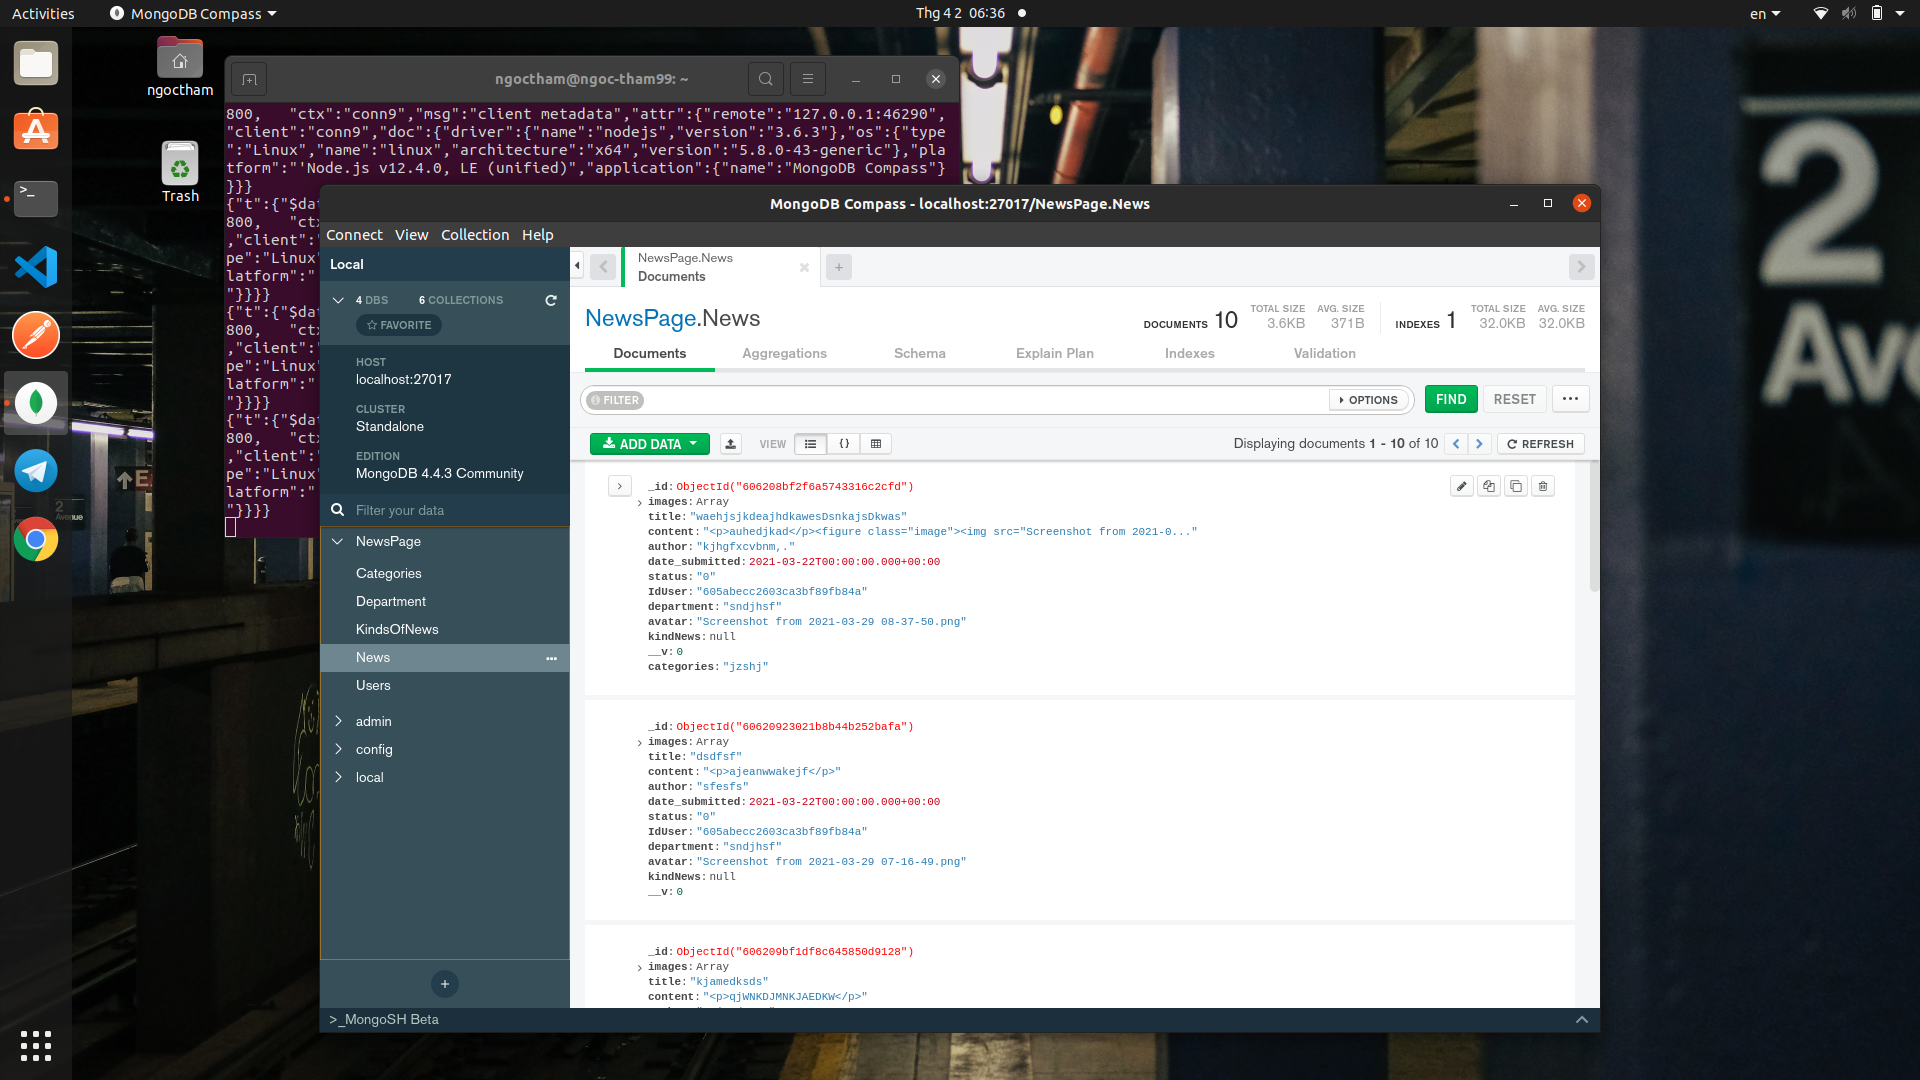 Activities
MongoDB Compass
Thg 4 2 06:36
en
ngoctham
Trash
ngoctham@ngoc-tham99: ~
800, "ctx":"conn9","msg":"client metadata","attr":{"remote":"127.0.0.1:46290",
"client":"conn9","doc":{"driver":{"name":"nodejs","version":"3.6.3"},"os":{"type
":"Linux","name":"linux","architecture":"x64","version":"5.8.0-43-generic"},"pla
tform":"'Node.js v12.4.0, LE (unified)","application":{"name":"MongoDB Compass"}
}}}
{"t":{"$dat
800, "ctx
,"client":"
pe":"Linux"
latform":"
"}}}}
{"t":{"$dat
800, "ctx
,"client":"
pe":"Linux"
latform":"
"}}}}
{"t":{"$dat
800, "ctx
,"client":"
pe":"Linux"
latform":"
"}}}}
MongoDB Compass - localhost:27017/NewsPage.News
Connect View Collection Help
Local
4 DBS 6 COLLECTIONS
FAVORITE
HOST
localhost:27017
CLUSTER
Standalone
EDITION
MongoDB 4.4.3 Community
Filter your data
NewsPage
Categories
Department
KindsOfNews
News
Users
admin
config
local
NewsPage.News
Documents
NewsPage.News
DOCUMENTS 10 TOTAL SIZE 3.6KB AVG. SIZE 371B INDEXES 1 TOTAL SIZE 32.0KB AVG. SIZE 32.0KB
Documents Aggregations Schema Explain Plan Indexes Validation
FILTER OPTIONS FIND RESET
ADD DATA VIEW {} Displaying documents 1 - 10 of 10 REFRESH
_id:ObjectId("606208bf2f6a5743316c2cfd")
images:Array
title:"waehjsjkdeajhdkawesDsnkajsDkwas"
content:"<p>auhedjkad</p><figure class="image"><img src="Screenshot from 2021-0..."
author:"kjhgfxcvbnm,."
date_submitted:2021-03-22T00:00:00.000+00:00
status:"0"
IdUser:"605abecc2603ca3bf89fb84a"
department:"sndjhsf"
avatar:"Screenshot from 2021-03-29 08-37-50.png"
kindNews:null
__v:0
categories:"jzshj"
_id:ObjectId("60620923021b8b44b252bafa")
images:Array
title:"dsdfsf"
content:"<p>ajeanwwakejf</p>"
author:"sfesfs"
date_submitted:2021-03-22T00:00:00.000+00:00
status:"0"
IdUser:"605abecc2603ca3bf89fb84a"
department:"sndjhsf"
avatar:"Screenshot from 2021-03-29 07-16-49.png"
kindNews:null
__v:0
_id:ObjectId("606209bf1df8c645850d9128")
images:Array
title:"kjamedksds"
content:"<p>qjWNKDJMNKJAEDKW</p>"
>_MongoSH Beta
2
Ave
2
Avenue